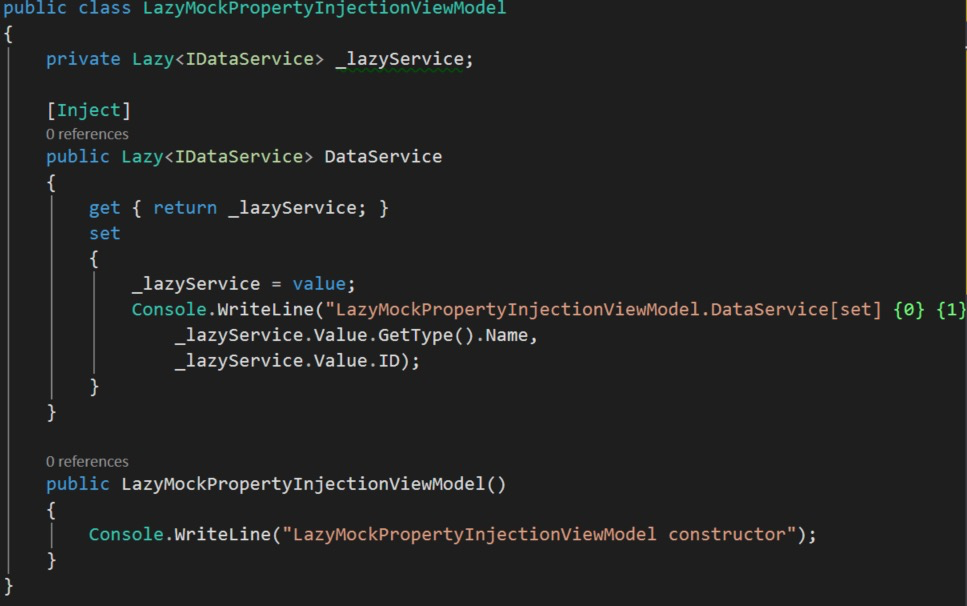 public class LazyMockPropertyInjectionViewModel
{
private Lazy<IDataService> _lazyService;
[Inject]
0 references
public Lazy<IDataService> DataService
{
get { return _lazyService; }
set
{
_lazyService = value;
Console.WriteLine("LazyMockPropertyInjectionViewModel.DataService[set] {0} {1}
_lazyService.Value.GetType().Name,
_lazyService.Value.ID);
}
}
0 references
public LazyMockPropertyInjectionViewModel()
{
Console.WriteLine("LazyMockPropertyInjectionViewModel constructor");
}
}